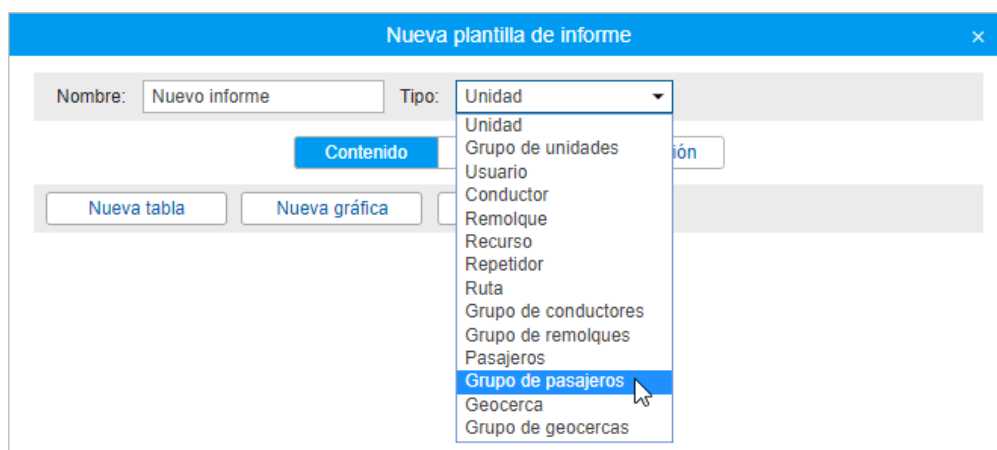 Nueva plantilla de informe ×
Nombre: Nuevo informe Tipo: Unidad
Unidad
Grupo de unidades
Usuario
Conductor
Remolque
Recurso
Repetidor
Ruta
Grupo de conductores
Grupo de remolques
Pasajeros
Grupo de pasajeros
Geocerca
Grupo de geocercas
Contenido ión
Nueva tabla Nueva gráfica